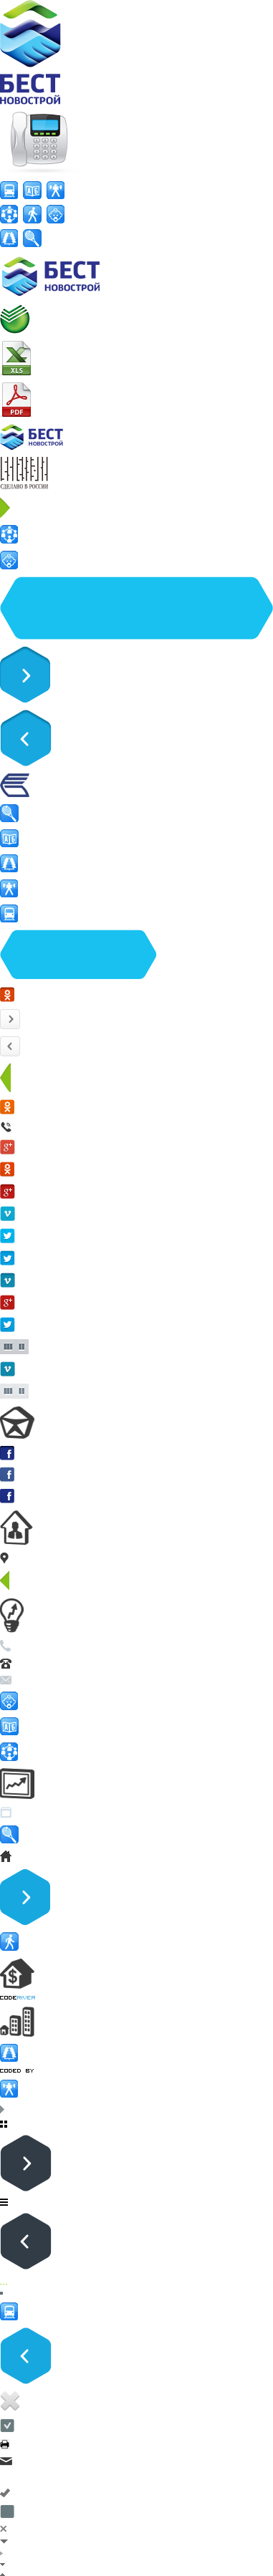 БЕСТ
НОВОСТРОЙ
БЕСТ
НОВОСТРОЙ
XLS
PDF
БЕСТ
НОВОСТРОЙ
СДЕЛАНО В РОССИИ
g+
g+
g+
f
f
f
$
CODERIVER
CODED BY